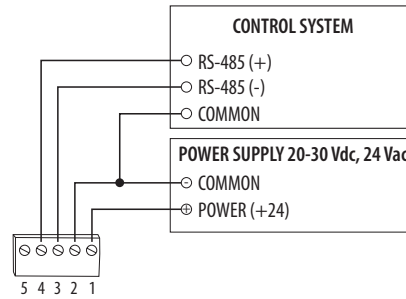 CONTROL SYSTEM
RS-485 (+)
RS-485 (-)
COMMON
POWER SUPPLY 20-30 Vdc, 24 Vac
COMMON
POWER (+24)
5 4 3 2 1